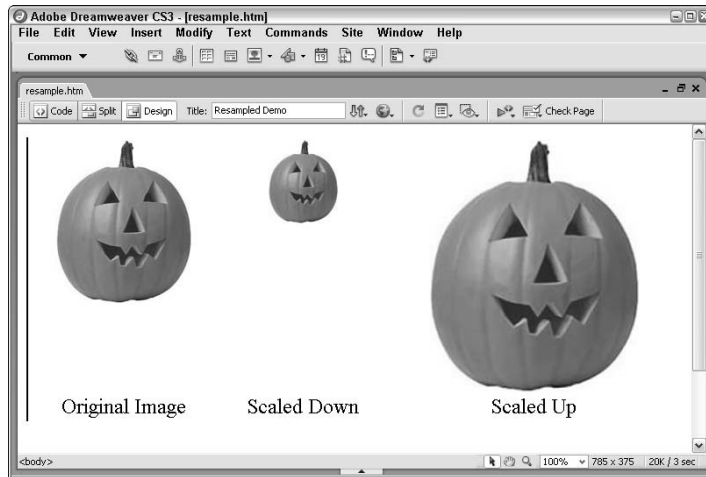 Adobe Dreamweaver CS3 - [resample.htm]
File Edit View Insert Modify Text Commands Site Window Help
Common
19
resample.htm
Code Split Design Title: Resampled Demo Check Page
Original Image Scaled Down Scaled Up
<body> 100% 785 x 375 20K / 3 sec